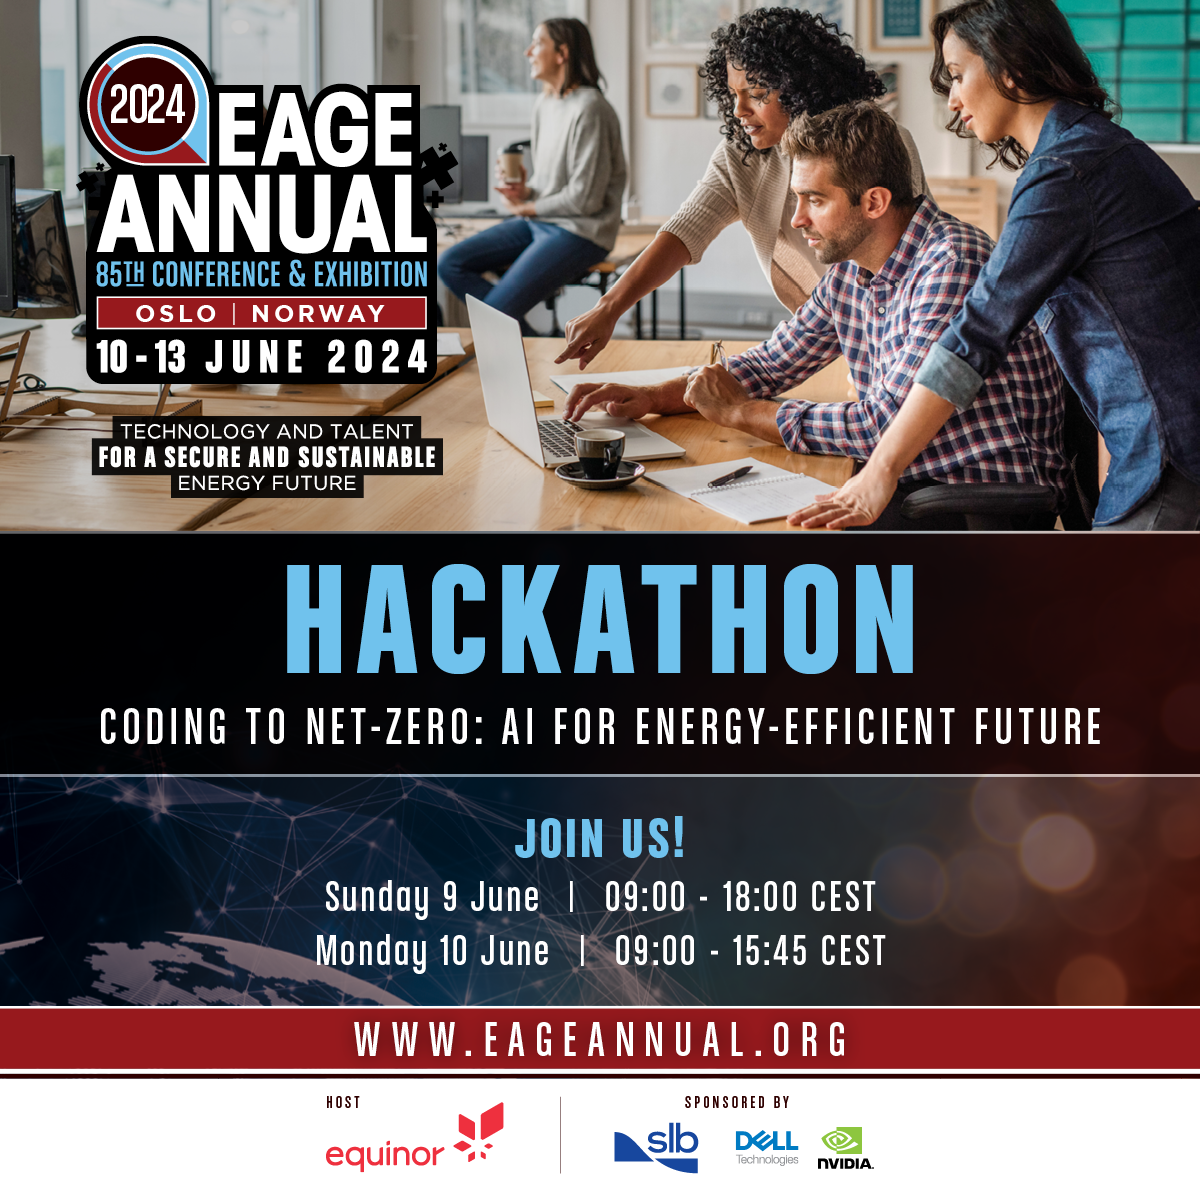 2024
EAGE
ANNUAL
85TH CONFERENCE & EXHIBITION
OSLO | NORWAY
10-13 JUNE 2024
TECHNOLOGY AND TALENT
FOR A SECURE AND SUSTAINABLE
ENERGY FUTURE
HACKATHON
CODING TO NET-ZERO: AI FOR ENERGY-EFFICIENT FUTURE
JOIN US!
Sunday 9 June | 09:00 - 18:00 CEST
Monday 10 June | 09:00 - 15:45 CEST
WWW.EAGEANNUAL.ORG
HOST
equinor
SPONSORED BY
slb
DELL
Technologies
NVIDIA.